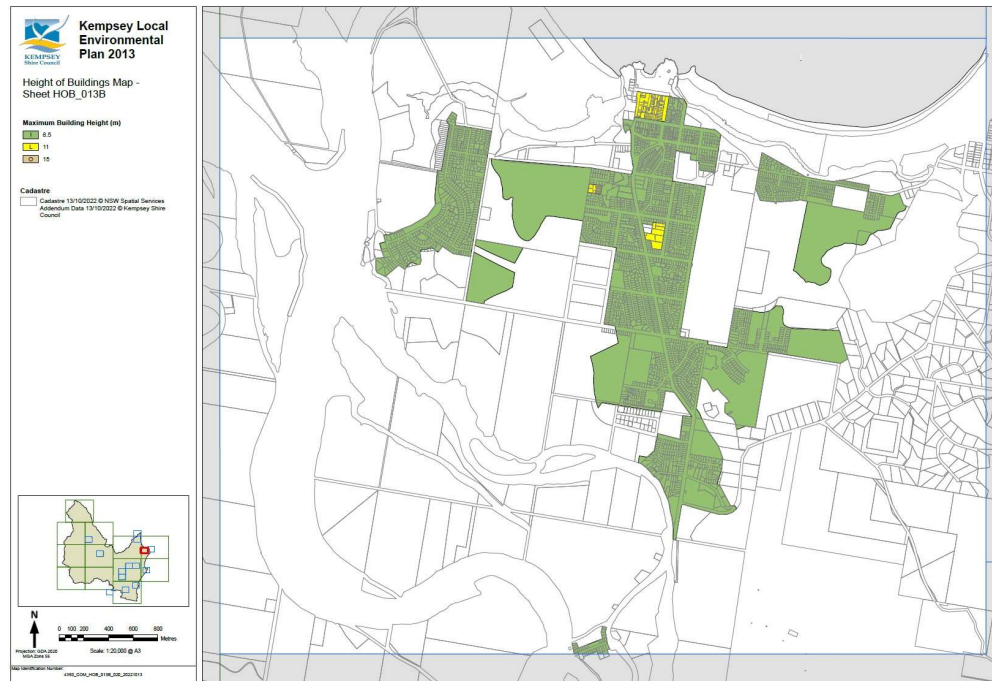 KEMPSEY
Shire Council
Kempsey Local
Environmental
Plan 2013
Height of Buildings Map -
Sheet HOB_013B
Maximum Building Height (m)
I 8.5
L 11
O 15
Cadastre
Cadastre 13/10/2022 © NSW Spatial Services
Addendum Data 13/10/2022 © Kempsey Shire
Council
N
0 100 200 400 600 800
Metres
Projection: GDA 2020
MGA Zone 56
Scale: 1:20,000 @ A3
Map Identification Number: